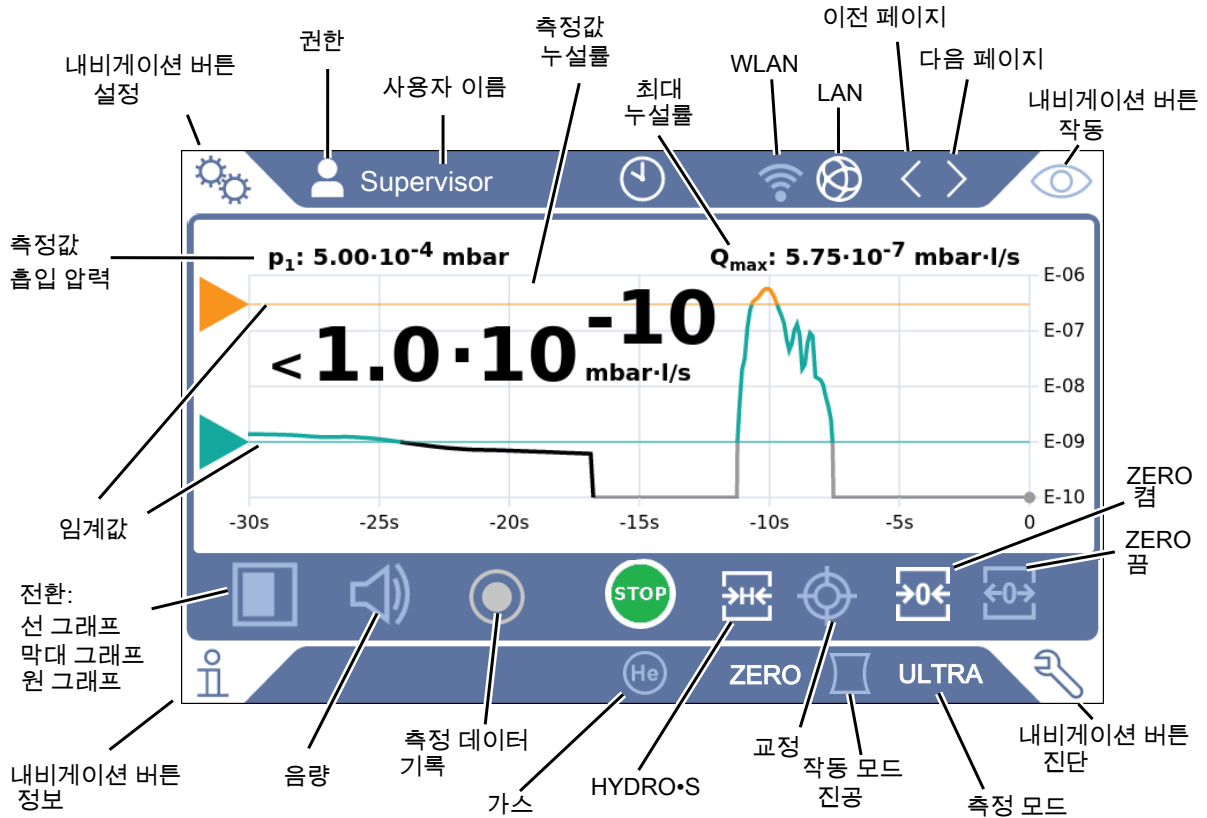 이전 페이지
측정값
누설률
권한
다음 페이지
내비게이션 버튼
설정
WLAN
사용자 이름
최대
누설률
LAN
내비게이션 버튼
작동
Supervisor
측정값
흡입 압력
p1: 5.00·10-4 mbar
Qmax: 5.75·10-7 mbar·l/s
E-06
<1.0·10-10
mbar·l/s
E-07
E-08
E-09
E-10
-30s -25s -20s -15s -10s -5s 0
임계값
ZERO
켬
ZERO
끔
전환:
선 그래프
막대 그래프
원 그래프
STOP
H
0
0
He
ZERO
ULTRA
내비게이션 버튼
정보
음량
측정 데이터
기록
가스
HYDRO•S
교정
작동 모드
진공
측정 모드
내비게이션 버튼
진단